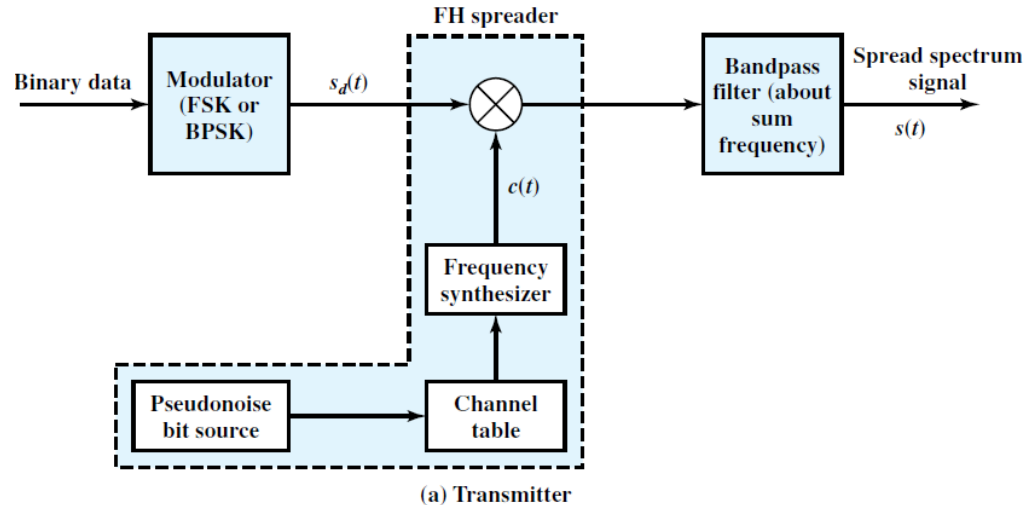 FH spreader
Binary data
Modulator
(FSK or
BPSK)
s_d(t)
Bandpass
filter (about
sum
frequency)
Spread spectrum
signal
s(t)
c(t)
Frequency
synthesizer
Pseudonoise
bit source
Channel
table
(a) Transmitter